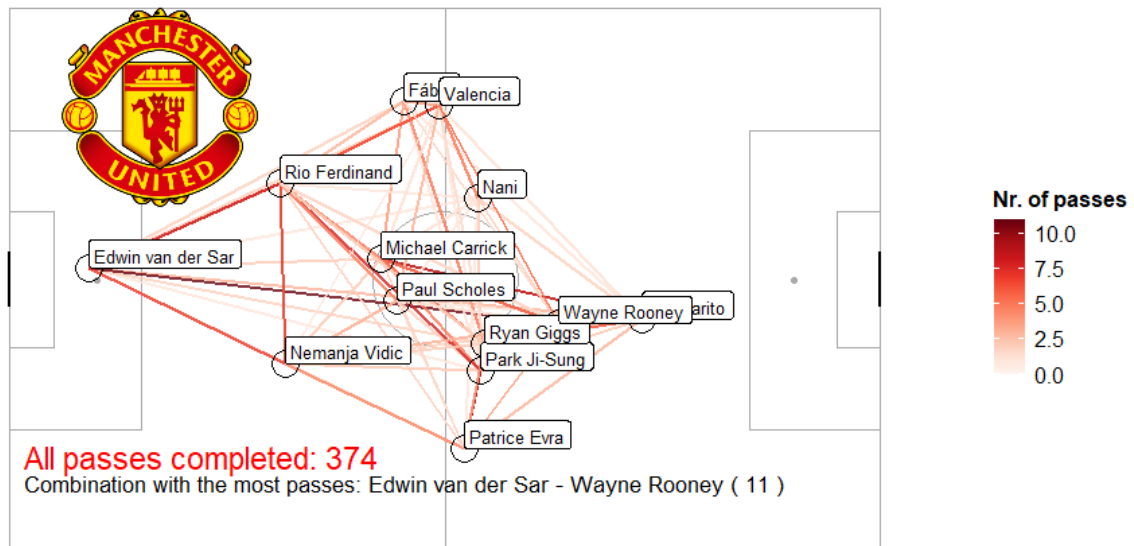 MANCHESTER
UNITED
Fáb
Valencia
Rio Ferdinand
Nani
Michael Carrick
Edwin van der Sar
Paul Scholes
Wayne Rooney
arito
Ryan Giggs
Nemanja Vidic
Park Ji-Sung
Patrice Evra
All passes completed: 374
Combination with the most passes: Edwin van der Sar - Wayne Rooney ( 11 )
Nr. of passes
10.0
7.5
5.0
2.5
0.0